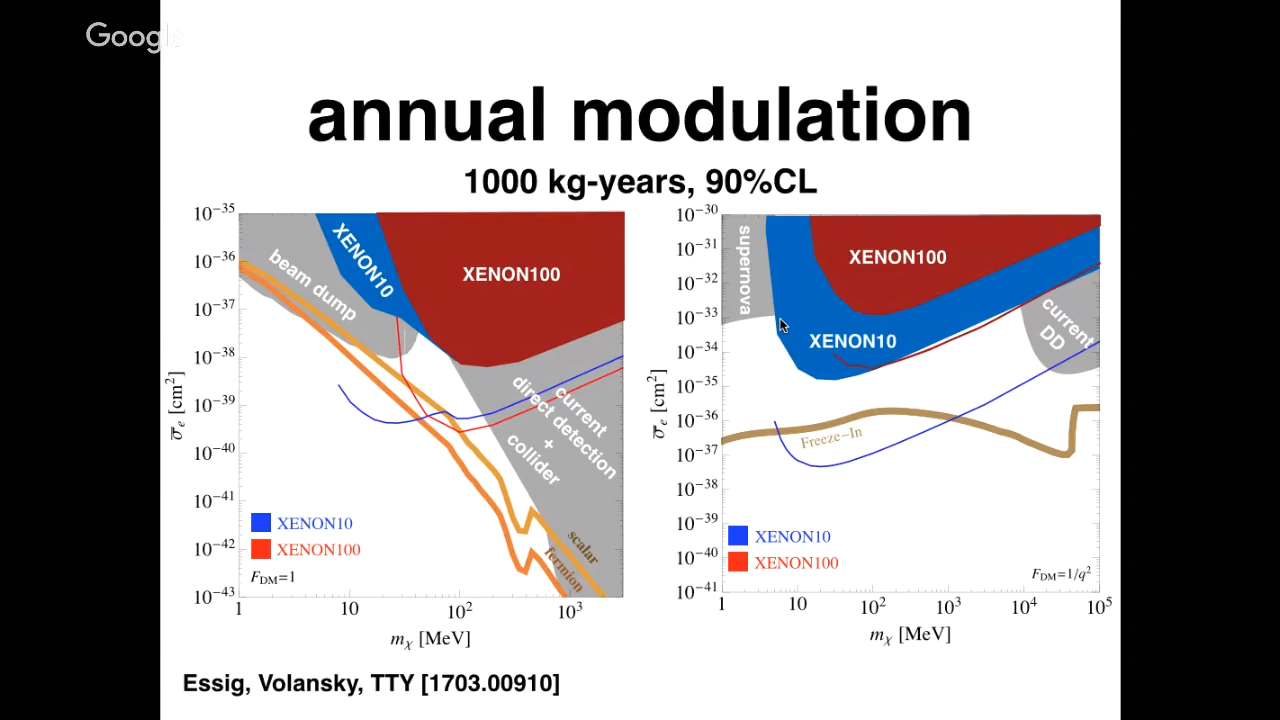 Google
annual modulation
1000 kg-years, 90%CL
10⁻³⁵
10⁻³⁶
10⁻³⁷
10⁻³⁸
10⁻³⁹
10⁻⁴⁰
10⁻⁴¹
10⁻⁴²
10⁻⁴³
σ̅ₑ [cm²]
beam dump
XENON10
XENON100
current
direct detection
+
collider
scalar
fermion
XENON10
XENON100
F_DM=1
1 10 10² 10³
m_χ [MeV]
10⁻³⁰
10⁻³¹
10⁻³²
10⁻³³
10⁻³⁴
10⁻³⁵
10⁻³⁶
10⁻³⁷
10⁻³⁸
10⁻³⁹
10⁻⁴⁰
10⁻⁴¹
σ̅ₑ [cm²]
supernova
XENON100
XENON10
current
DD
Freeze-In
XENON10
XENON100
F_DM=1/q²
1 10 10² 10³ 10⁴ 10⁵
m_χ [MeV]
Essig, Volansky, TTY [1703.00910]